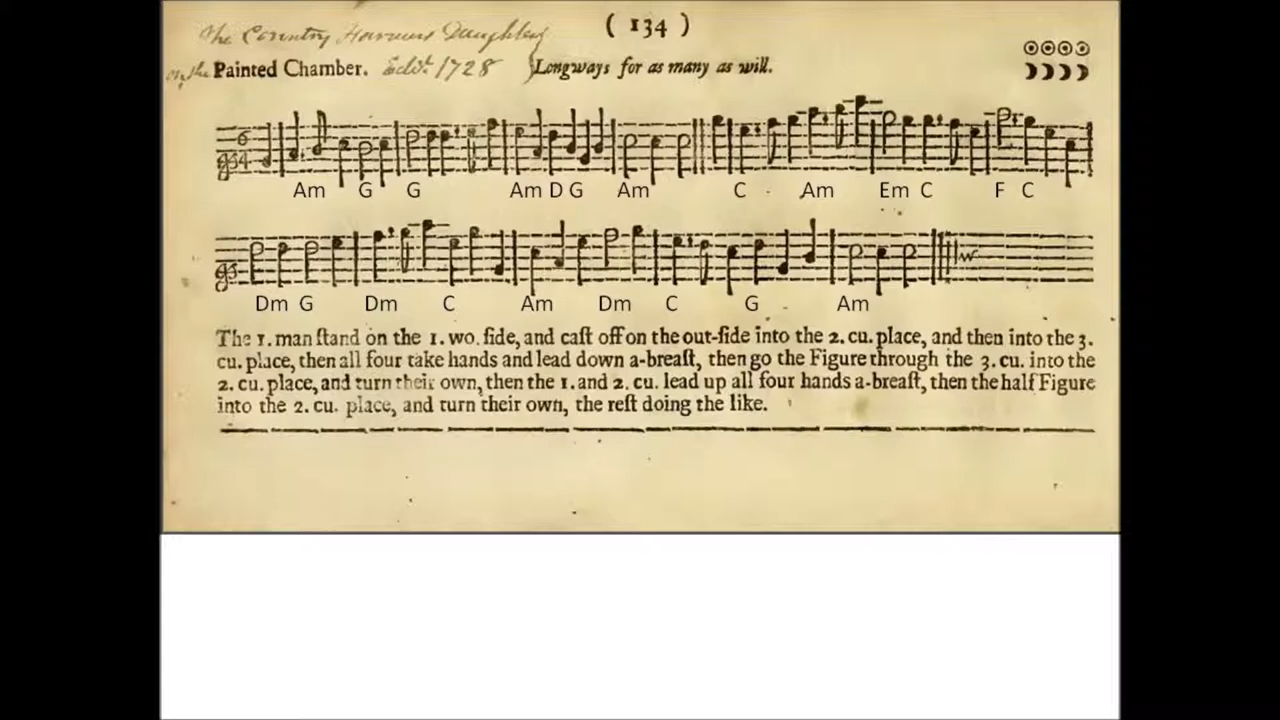 ( 134 )
The Coventry Daughter
Painted Chamber. Edit. 1728 Longways for as many as will.
6
4
Am G G Am D G Am C Am Em C F C
Dm G Dm C Am Dm C G Am
The 1. man ſtand on the 1. wo. ſide, and caſt off on the out-ſide into the 2. cu. place, and then into the 3.
cu. place, then all four take hands and lead down a-breaſt, then go the Figure through the 3. cu. into the
2. cu. place, and turn their own, then the 1. and 2. cu. lead up all four hands a-breaſt, then the half Figure
into the 2. cu. place, and turn their own, the reſt doing the like.